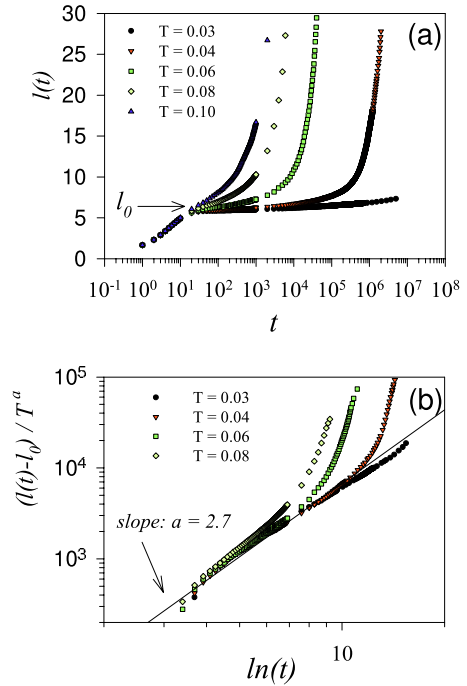 30
25
20
15
10
5
0
l(t)
(a)
T = 0.03
T = 0.04
T = 0.06
T = 0.08
T = 0.10
l₀
10⁻¹ 10⁰ 10¹ 10² 10³ 10⁴ 10⁵ 10⁶ 10⁷ 10⁸
t
10⁵
10⁴
10³
(l(t)-l₀) / Tᵃ
(b)
T = 0.03
T = 0.04
T = 0.06
T = 0.08
slope: a = 2.7
10
ln(t)